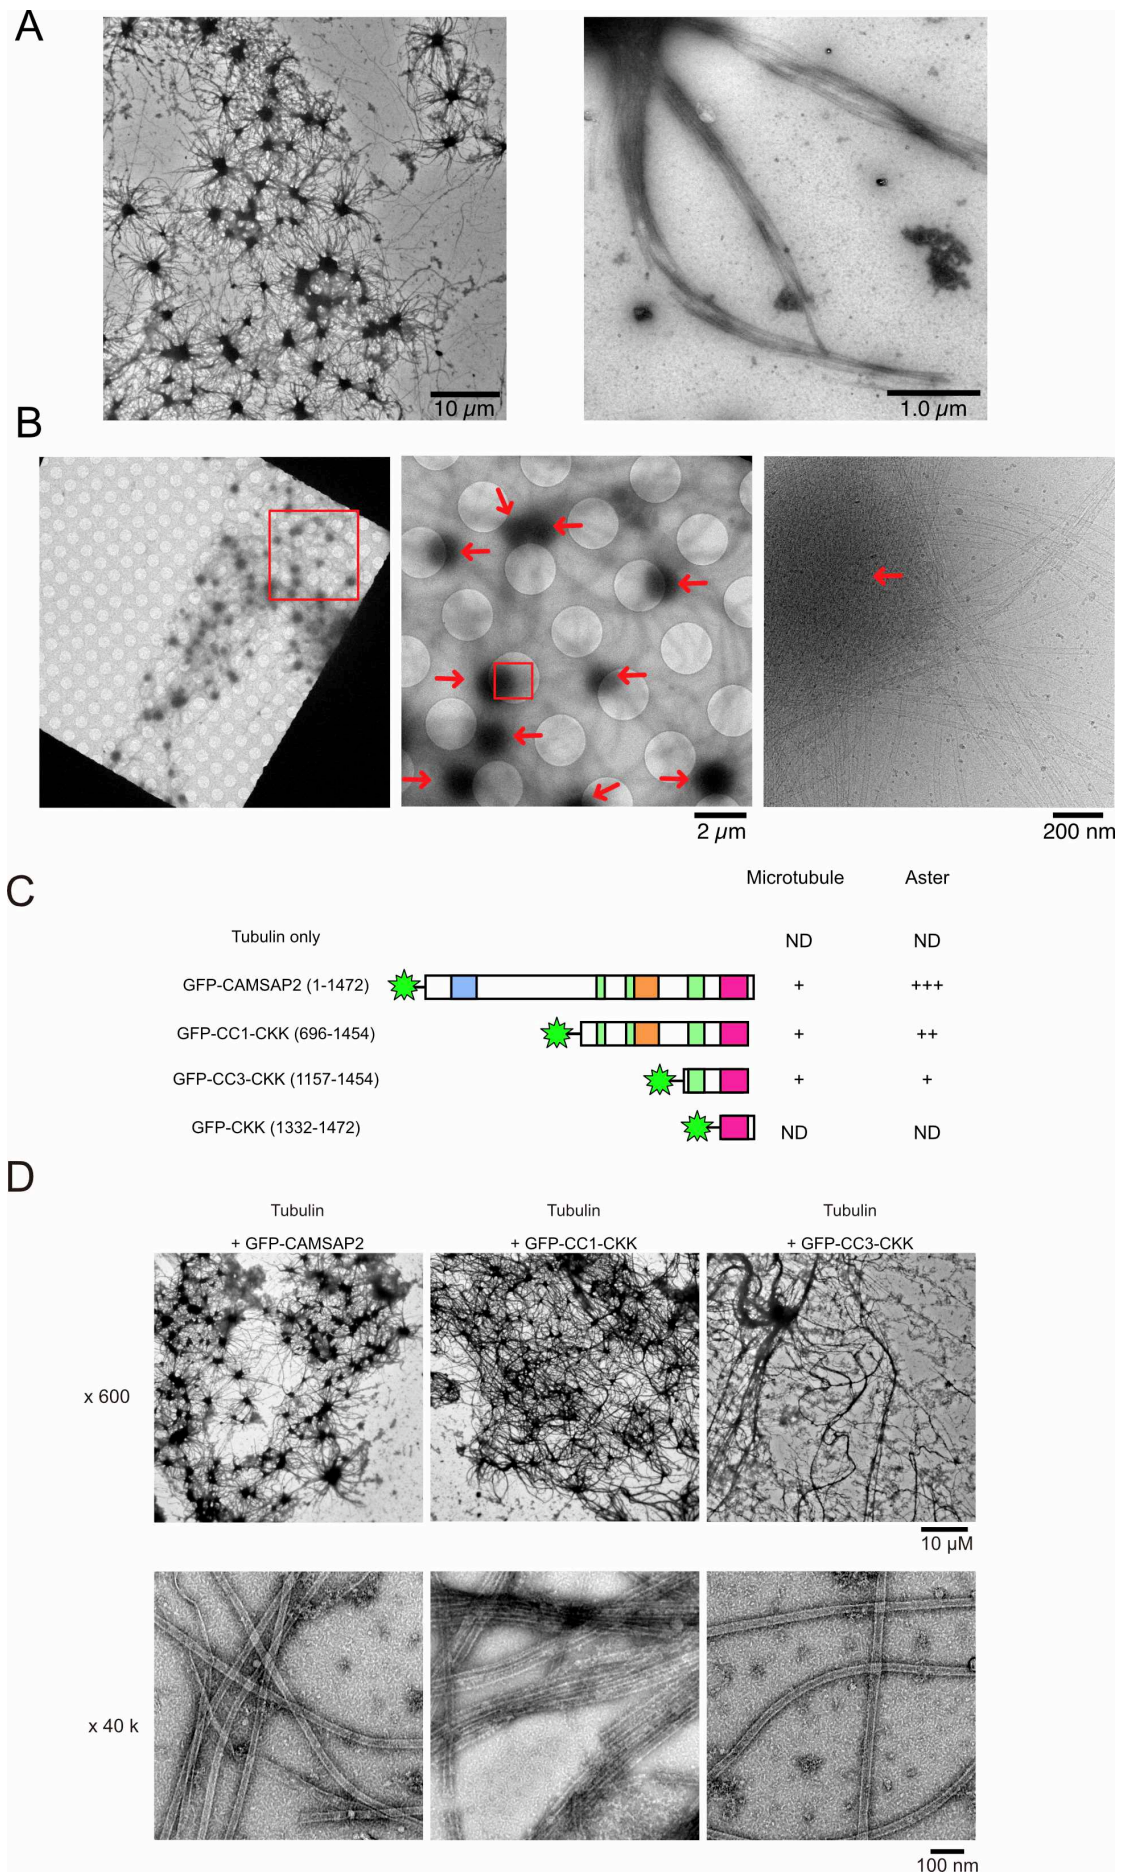 A
10 μm
1.0 μm
B
2 μm
200 nm
C
Microtubule Aster
Tubulin only ND ND
GFP-CAMSAP2 (1-1472) + +++
GFP-CC1-CKK (696-1454) + ++
GFP-CC3-CKK (1157-1454) + +
GFP-CKK (1332-1472) ND ND
D
Tubulin Tubulin Tubulin
+ GFP-CAMSAP2 + GFP-CC1-CKK + GFP-CC3-CKK
x 600
10 μM
x 40 k
100 nm